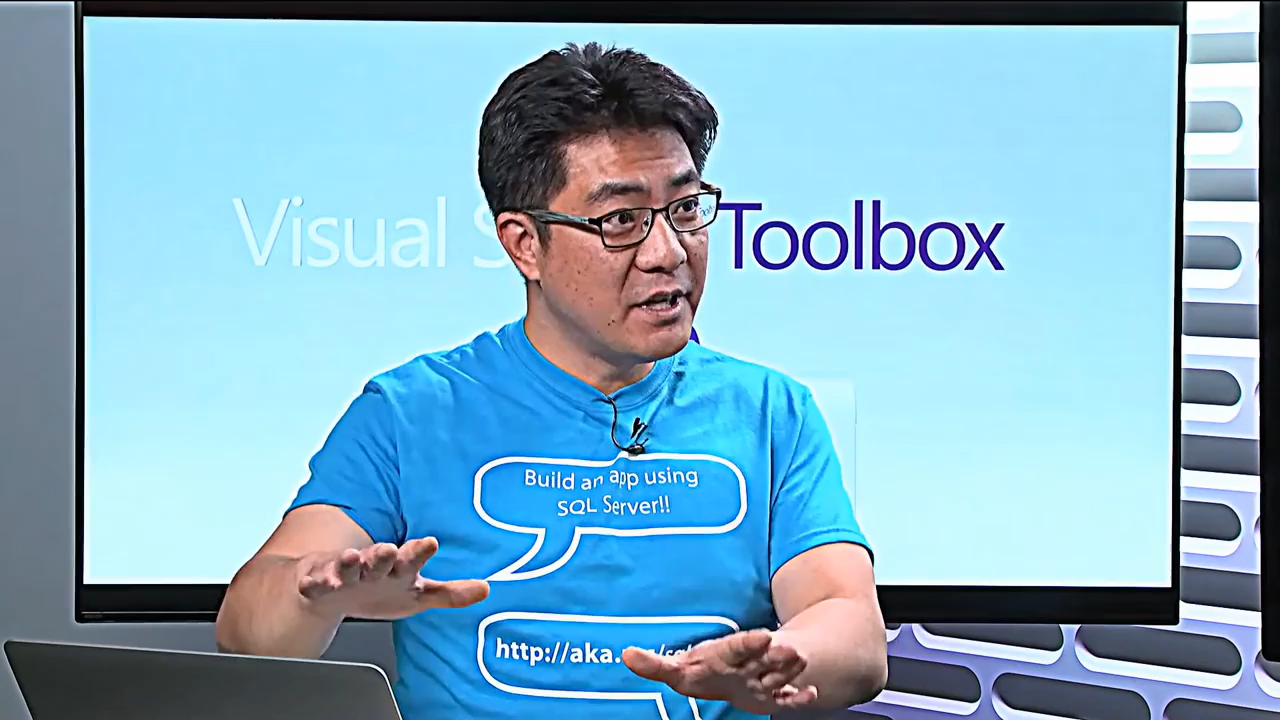 Visual S Toolbox
Build an app using
SQL Server!!
http://aka.